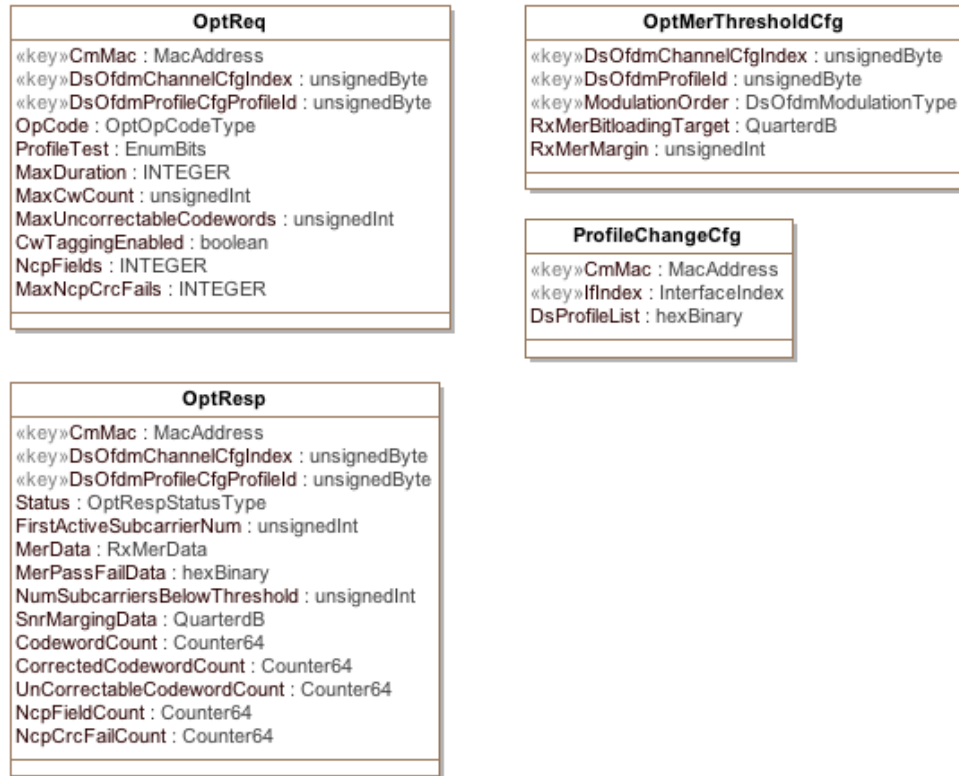 OptReq
«key»CmMac : MacAddress
«key»DsOfdmChannelCfgIndex : unsignedByte
«key»DsOfdmProfileCfgProfileId : unsignedByte
OpCode : OptOpCodeType
ProfileTest : EnumBits
MaxDuration : INTEGER
MaxCwCount : unsignedInt
MaxUncorrectableCodewords : unsignedInt
CwTaggingEnabled : boolean
NcpFields : INTEGER
MaxNcpCrcFails : INTEGER
OptMerThresholdCfg
«key»DsOfdmChannelCfgIndex : unsignedByte
«key»DsOfdmProfileId : unsignedByte
«key»ModulationOrder : DsOfdmModulationType
RxMerBitloadingTarget : QuarterdB
RxMerMargin : unsignedInt
ProfileChangeCfg
«key»CmMac : MacAddress
«key»IfIndex : InterfaceIndex
DsProfileList : hexBinary
OptResp
«key»CmMac : MacAddress
«key»DsOfdmChannelCfgIndex : unsignedByte
«key»DsOfdmProfileCfgProfileId : unsignedByte
Status : OptRespStatusType
FirstActiveSubcarrierNum : unsignedInt
MerData : RxMerData
MerPassFailData : hexBinary
NumSubcarriersBelowThreshold : unsignedInt
SnrMargingData : QuarterdB
CodewordCount : Counter64
CorrectedCodewordCount : Counter64
UnCorrectableCodewordCount : Counter64
NcpFieldCount : Counter64
NcpCrcFailCount : Counter64